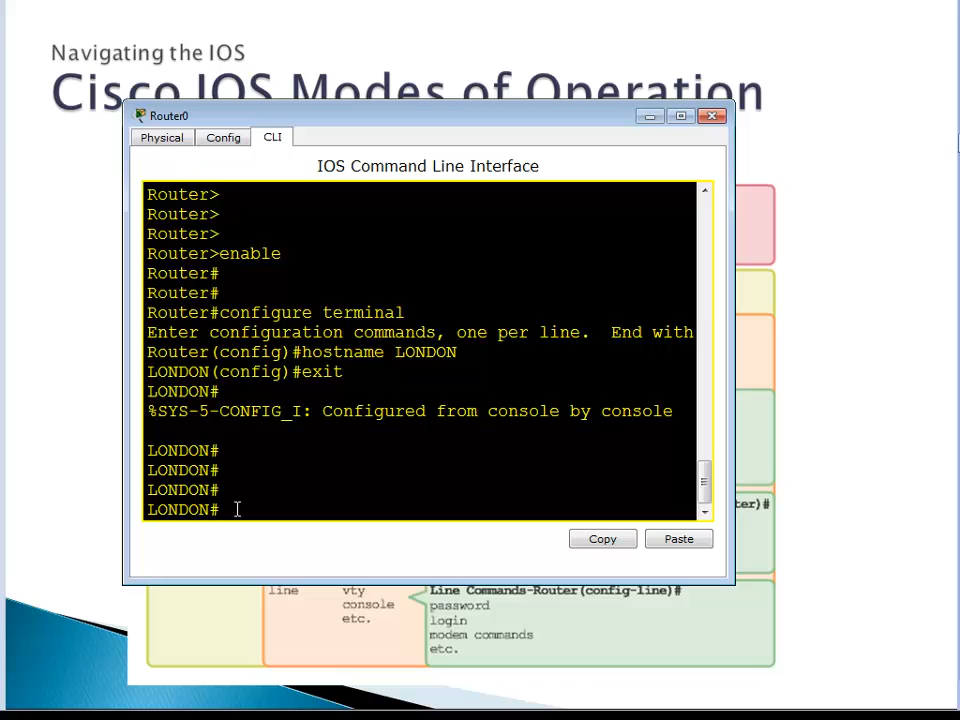 Navigating the IOS
Cisco IOS Modes of Operation
Router0
Physical Config CLI
IOS Command Line Interface
Router>
Router>
Router>
Router>enable
Router#
Router#
Router#configure terminal
Enter configuration commands, one per line.  End with
Router(config)#hostname LONDON
LONDON(config)#exit
LONDON#
%SYS-5-CONFIG_I: Configured from console by console
LONDON#
LONDON#
LONDON#
LONDON#
ter)#
Copy Paste
line vty Line Commands-Router(config-line)#
console password
etc. login
modem commands
etc.